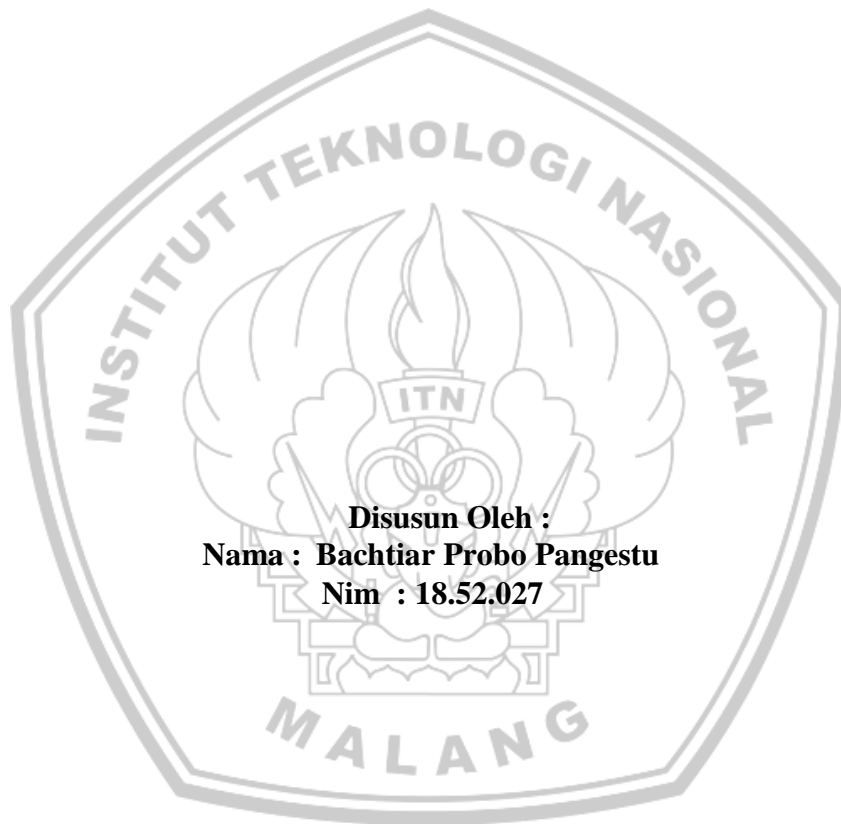 INSTITUT TEKNOLOGI NASIONAL
ITN
Disusun Oleh :
Nama : Bachtiar Probo Pangestu
Nim : 18.52.027
MALANG